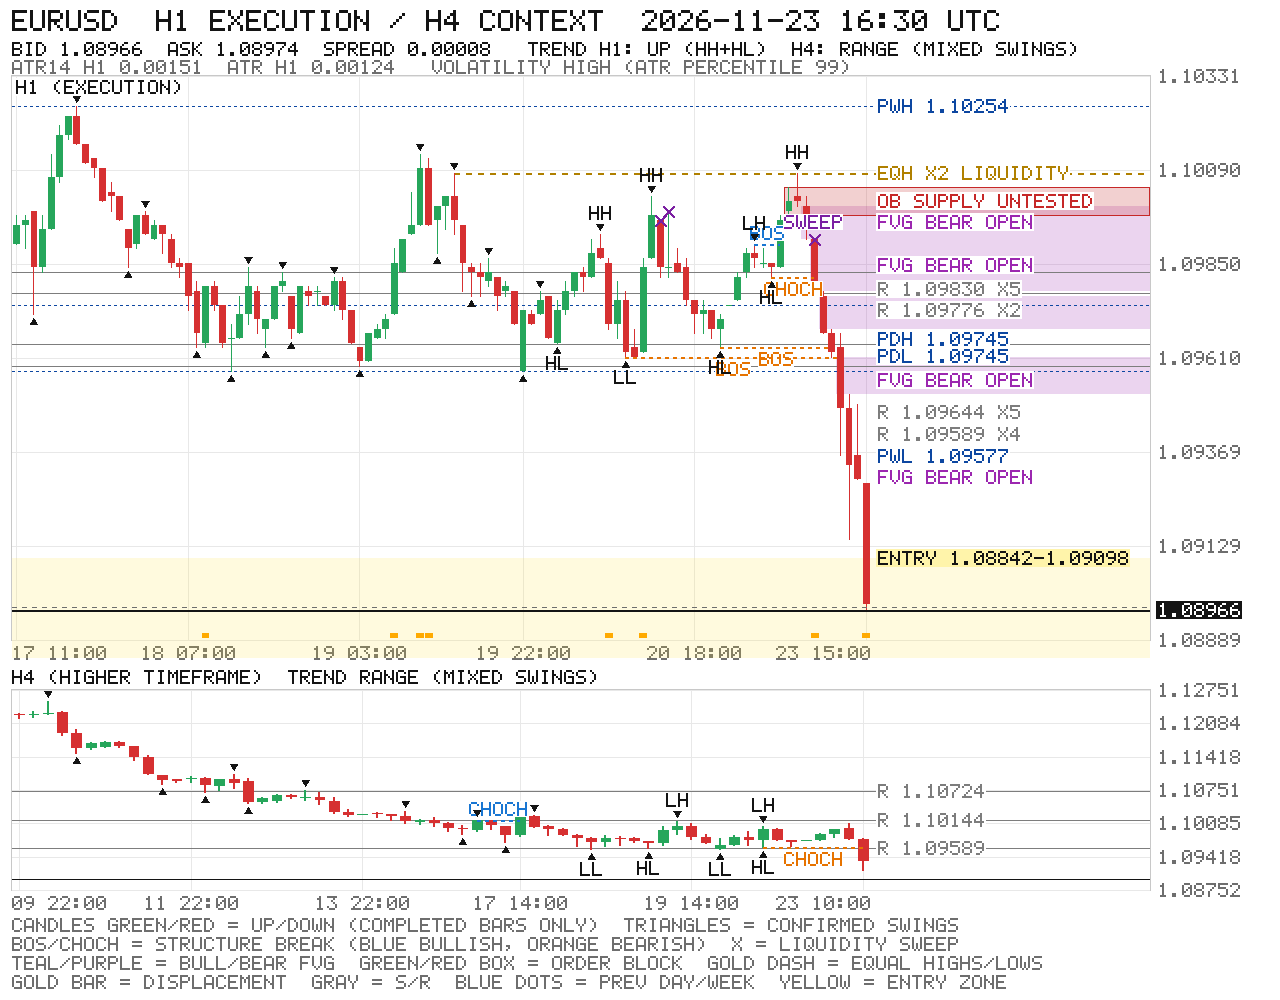 EURUSD H1 EXECUTION / H4 CONTEXT 2026-11-23 16:30 UTC
BID 1.08966 ASK 1.08974 SPREAD 0.00008 TREND H1: UP (HH+HL) H4: RANGE (MIXED SWINGS)
ATR14 H1 0.00151 ATR H1 0.00124 VOLATILITY HIGH (ATR PERCENTILE 99)
1.10331
H1 (EXECUTION)
PWH 1.10254
HH
EQH X2 LIQUIDITY
1.10090
HH
OB SUPPLY UNTESTED
HH
LH
SWEEP
FVG BEAR OPEN
BOS
FVG BEAR OPEN
1.09850
CHOCH
R 1.09830 X5
HL
R 1.09776 X2
PDH 1.09745
PDL 1.09745
BOS
1.09610
HL
HL
BOS
LL
FVG BEAR OPEN
R 1.09644 X5
R 1.09589 X4
1.09369
PWL 1.09577
FVG BEAR OPEN
1.09129
ENTRY 1.08842-1.09098
1.08966
1.08889
17 11:00 18 07:00 19 03:00 19 22:00 20 18:00 23 15:00
H4 (HIGHER TIMEFRAME) TREND RANGE (MIXED SWINGS)
1.12751
1.12084
1.11418
R 1.10724
1.10751
CHOCH
LH
LH
R 1.10144
1.10085
R 1.09589
1.09418
CHOCH
LL
HL
LL
HL
1.08752
09 22:00 11 22:00 13 22:00 17 14:00 19 14:00 23 10:00
CANDLES GREEN/RED = UP/DOWN (COMPLETED BARS ONLY) TRIANGLES = CONFIRMED SWINGS
BOS/CHOCH = STRUCTURE BREAK (BLUE BULLISH, ORANGE BEARISH) X = LIQUIDITY SWEEP
TEAL/PURPLE = BULL/BEAR FVG GREEN/RED BOX = ORDER BLOCK GOLD DASH = EQUAL HIGHS/LOWS
GOLD BAR = DISPLACEMENT GRAY = S/R BLUE DOTS = PREV DAY/WEEK YELLOW = ENTRY ZONE